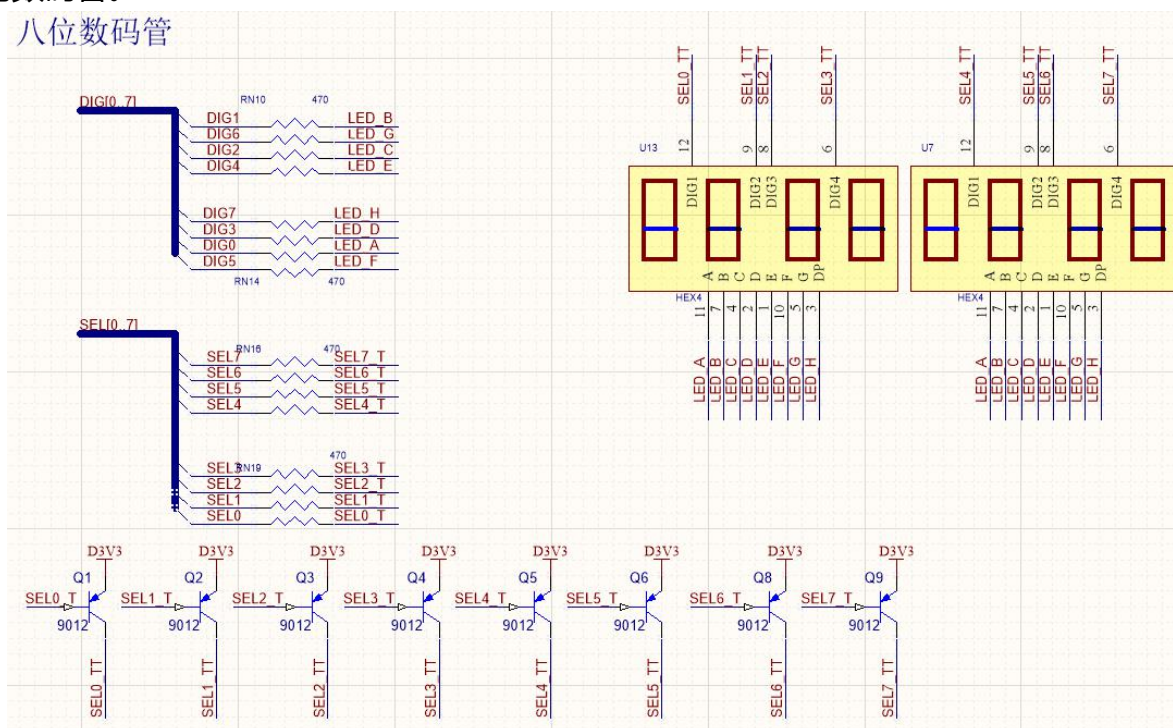 八位数码管
DIG[0..7]
RN10 470
DIG1 LED_B
DIG6 LED_G
DIG2 LED_C
DIG4 LED_E
DIG7 LED_H
DIG3 LED_D
DIG0 LED_A
DIG5 LED_F
RN14 470
SEL[0..7]
RN16 470
SEL7 SEL7_T
SEL6 SEL6_T
SEL5 SEL5_T
SEL4 SEL4_T
RN19 470
SEL3 SEL3_T
SEL2 SEL2_T
SEL1 SEL1_T
SEL0 SEL0_T
SEL0_TT SEL1_TT SEL2_TT SEL3_TT
U13 12 9 8 6
DIG1 DIG2 DIG3 DIG4
A B C D E F G DP
HEX4
11 7 4 2 1 10 5 3
LED_A LED_B LED_C LED_D LED_E LED_F LED_G LED_H
SEL4_TT SEL5_TT SEL6_TT SEL7_TT
U7 12 9 8 6
DIG1 DIG2 DIG3 DIG4
A B C D E F G DP
HEX4
11 7 4 2 1 10 5 3
LED_A LED_B LED_C LED_D LED_E LED_F LED_G LED_H
D3V3 D3V3 D3V3 D3V3 D3V3 D3V3 D3V3 D3V3
Q1 Q2 Q3 Q4 Q5 Q6 Q8 Q9
SEL0_T SEL1_T SEL2_T SEL3_T SEL4_T SEL5_T SEL6_T SEL7_T
9012 9012 9012 9012 9012 9012 9012 9012
SEL0_TT SEL1_TT SEL2_TT SEL3_TT SEL4_TT SEL5_TT SEL6_TT SEL7_TT